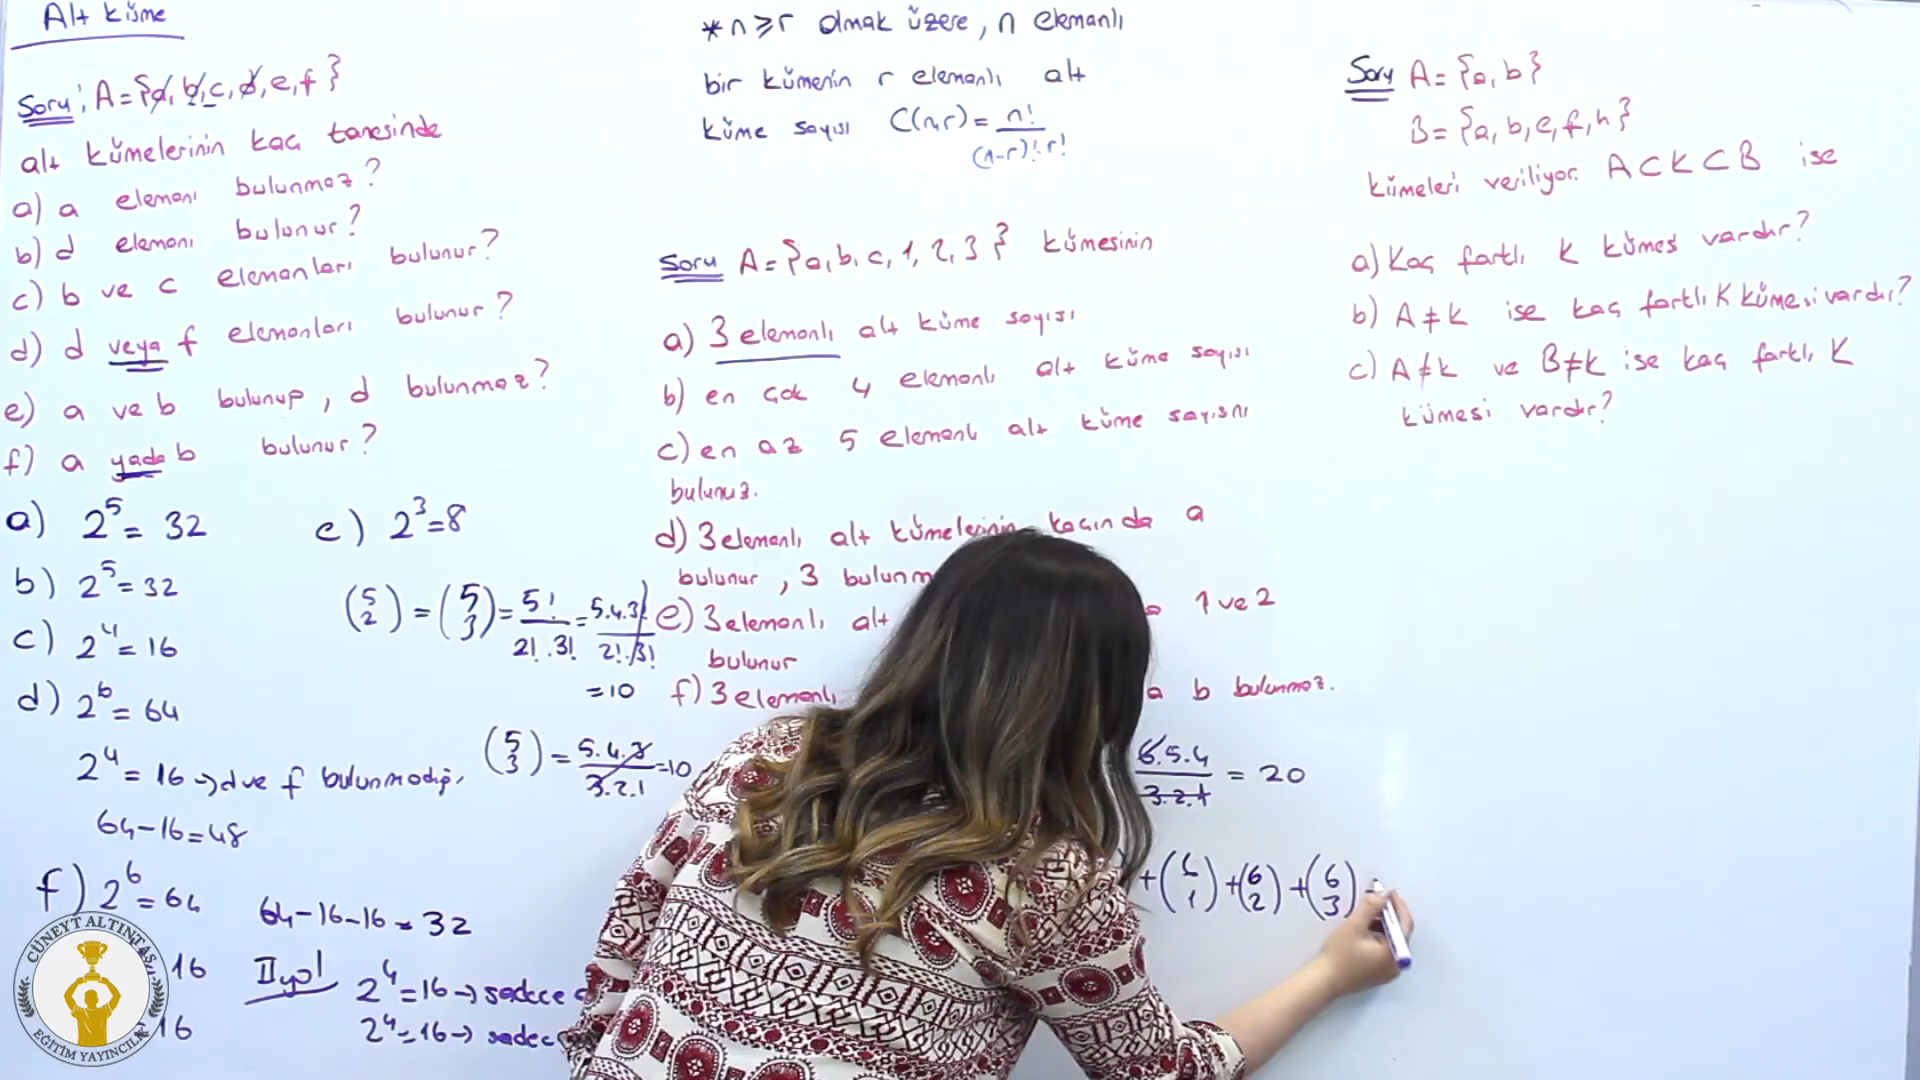 Alt küme
Soru: A={a, b, c, d, e, f}
alt kümelerinin kaç tanesinde
a) a elemanı bulunmaz?
b) d elemanı bulunur?
c) b ve c elemanları bulunur?
d) d veya f elemanları bulunur?
e) a ve b bulunup, d bulunmaz?
f) a yada b bulunur?
a) 2⁵ = 32
b) 2⁵ = 32
c) 2⁴ = 16
d) 2⁶ = 64
2⁴ = 16 → d ve f bulunmadığı.
64-16=48
f) 2⁶ = 64
64-16-16=32
16
16
II yol
2⁴=16 → sadece
2⁴=16 →
e) 2³=8
(5 2) = (5 3) = 5!/2!.3! = 5.4.3!/2!.3!
=10
(5 3) = 5.4.3/3.2.1 =10
*n≥r olmak üzere, n elemanlı
bir kümenin r elemanlı alt
küme sayısı C(n,r)= n!/(n-r)!.r!
Soru A={a, b, c, 1, 2, 3} kümesinin
a) 3 elemanlı alt küme sayısı
b) en çok 4 elemanlı alt küme sayısı
c) en az 5 elemanlı alt küme sayısını
bulunuz.
d) 3 elemanlı alt kümelerinin kaçında a
bulunur, 3
e) 3 elemanlı alt 1 ve 2
bulunur
f) 3 elemanlı b bulunmaz.
6.5.4/3.2.1 = 20
+(6 1)+(6 2)+(6 3)
Soru A={a, b}
B={a, b, e, f, h}
kümeleri veriliyor. A⊂K⊂B ise
a) Kaç farklı K kümesi vardır?
b) A≠K ise kaç farklı K kümesi vardır?
c) A≠K ve B≠K ise kaç farklı K
kümesi vardır?
CÜNEYT ALTINTAŞ
EĞİTİM YAYINCILIK